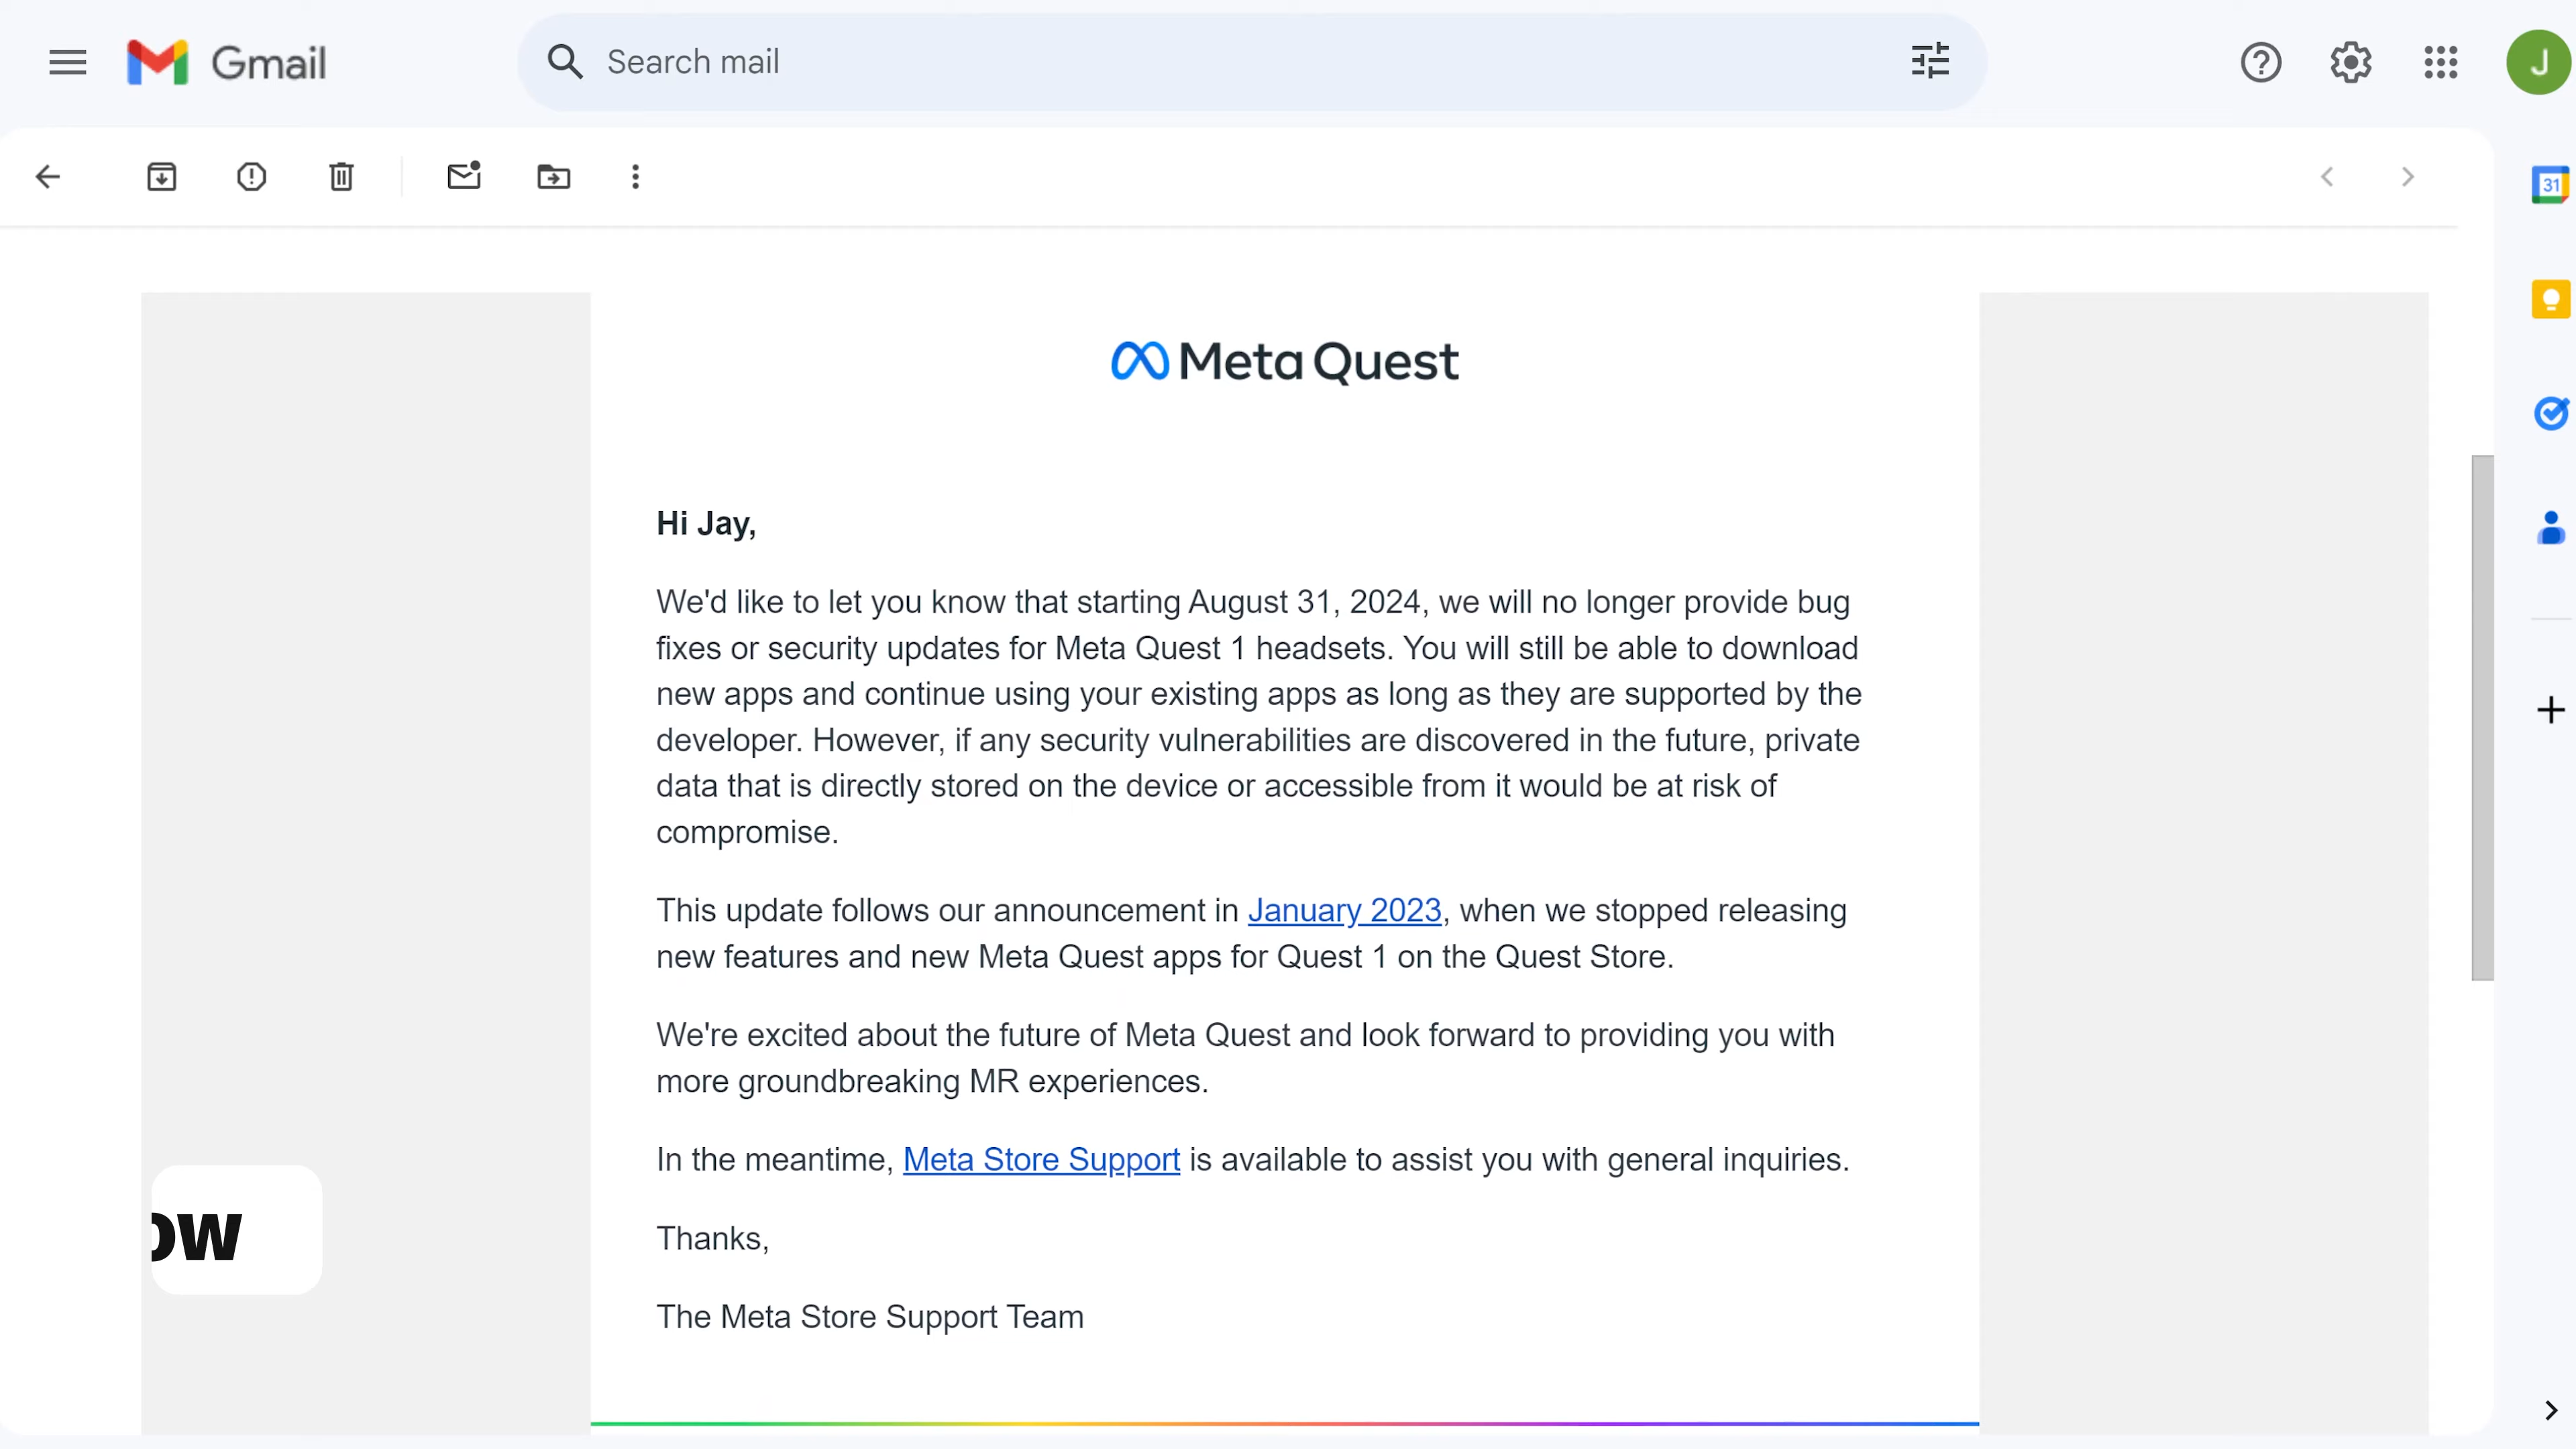 Gmail
Search mail
J
31
Meta Quest
Hi Jay,
We'd like to let you know that starting August 31, 2024, we will no longer provide bug
fixes or security updates for Meta Quest 1 headsets. You will still be able to download
new apps and continue using your existing apps as long as they are supported by the
developer. However, if any security vulnerabilities are discovered in the future, private
data that is directly stored on the device or accessible from it would be at risk of
compromise.
This update follows our announcement in January 2023, when we stopped releasing
new features and new Meta Quest apps for Quest 1 on the Quest Store.
We're excited about the future of Meta Quest and look forward to providing you with
more groundbreaking MR experiences.
In the meantime, Meta Store Support is available to assist you with general inquiries.
Thanks,
The Meta Store Support Team